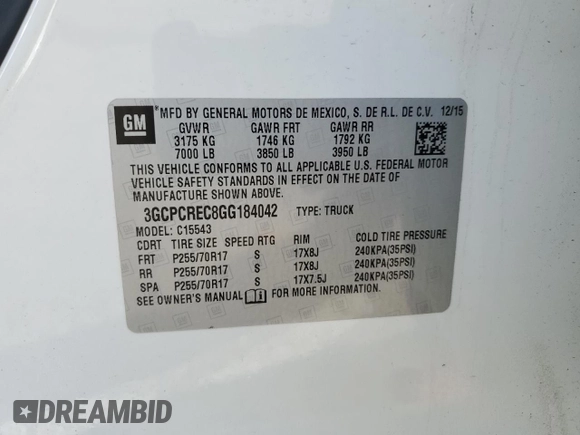 GM
*MFD BY GENERAL MOTORS DE MEXICO, S. DE R.L. DE C.V. 12/15
GVWR GAWR FRT GAWR RR
3175 KG 1746 KG 1792 KG
7000 LB 3850 LB 3950 LB
THIS VEHICLE CONFORMS TO ALL APPLICABLE U.S. FEDERAL MOTOR
VEHICLE SAFETY STANDARDS IN EFFECT ON THE DATE OF
MANUFACTURE SHOWN ABOVE.
3GCPCREC8GG184042 TYPE: TRUCK
MODEL: C15543
CDRT TIRE SIZE SPEED RTG RIM COLD TIRE PRESSURE
FRT P255/70R17 S 17X8J 240KPA(35PSI)
RR P255/70R17 S 17X8J 240KPA(35PSI)
SPA P255/70R17 S 17X7.5J 240KPA(35PSI)
SEE OWNER'S MANUAL FOR MORE INFORMATION.
DREAMBID